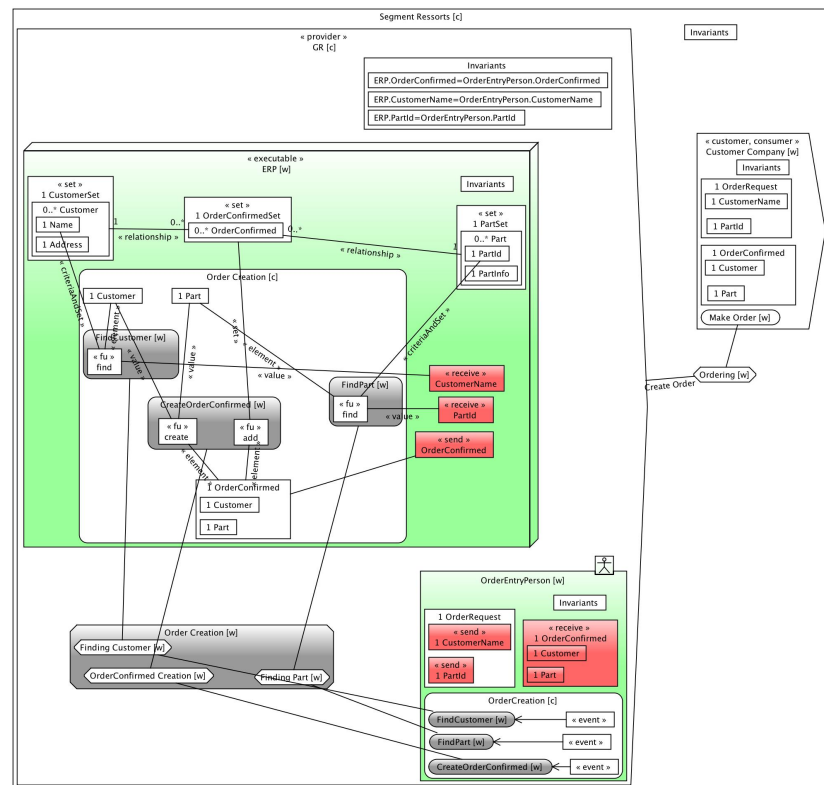 Segment Ressorts [c]
« provider »
GR [c]
Invariants
Invariants
ERP.OrderConfirmed=OrderEntryPerson.OrderConfirmed
ERP.CustomerName=OrderEntryPerson.CustomerName
ERP.PartId=OrderEntryPerson.PartId
« customer, consumer »
Customer Company [w]
Invariants
1 OrderRequest
1 CustomerName
1 PartId
1 OrderConfirmed
1 Customer
1 Part
Make Order [w]
Ordering [w]
Create Order
« executable »
ERP [w]
Invariants
« set »
1 CustomerSet
0..* Customer
1 Name
1 Address
1
« relationship »
0..*
« set »
1 OrderConfirmedSet
0..* OrderConfirmed
0..*
« relationship »
1
« set »
1 PartSet
0..* Part
1 PartId
1 PartInfo
Order Creation [c]
1 Customer
1 Part
« criteriaAndSet »
« element »
« value »
« value »
« set »
« element »
« criteriaAndSet »
FindCustomer [w]
« fu »
find
« value »
« receive »
CustomerName
FindPart [w]
« fu »
find
« value »
« receive »
PartId
CreateOrderConfirmed [w]
« fu »
create
« fu »
add
« send »
OrderConfirmed
« element »
« element »
1 OrderConfirmed
1 Customer
1 Part
OrderEntryPerson [w]
Invariants
1 OrderRequest
« send »
1 CustomerName
« send »
1 PartId
« receive »
1 OrderConfirmed
1 Customer
1 Part
Order Creation [w]
Finding Customer [w]
OrderConfirmed Creation [w]
Finding Part [w]
OrderCreation [c]
FindCustomer [w]
« event »
FindPart [w]
« event »
CreateOrderConfirmed [w]
« event »